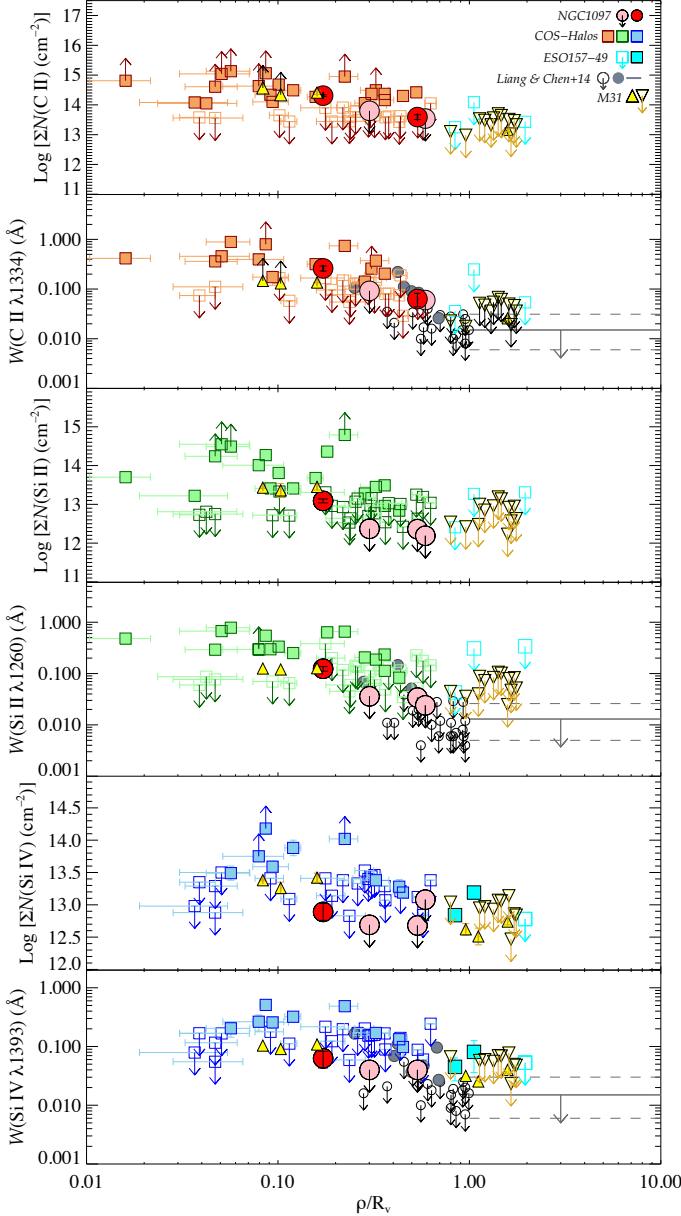 17
16
15
14
13
12
11
Log [ΣN(C II) (cm⁻²)]
NGC1097
COS−Halos
ESO157−49
Liang & Chen+14
M31
1.000
0.100
0.010
0.001
W(C II λ1334) (Å)
15
14
13
12
11
Log [ΣN(Si II) (cm⁻²)]
1.000
0.100
0.010
0.001
W(Si II λ1260) (Å)
14.5
14.0
13.5
13.0
12.5
12.0
Log [ΣN(Si IV) (cm⁻²)]
1.000
0.100
0.010
0.001
W(Si IV λ1393) (Å)
0.01
0.10
1.00
10.00
ρ/Rᵥ